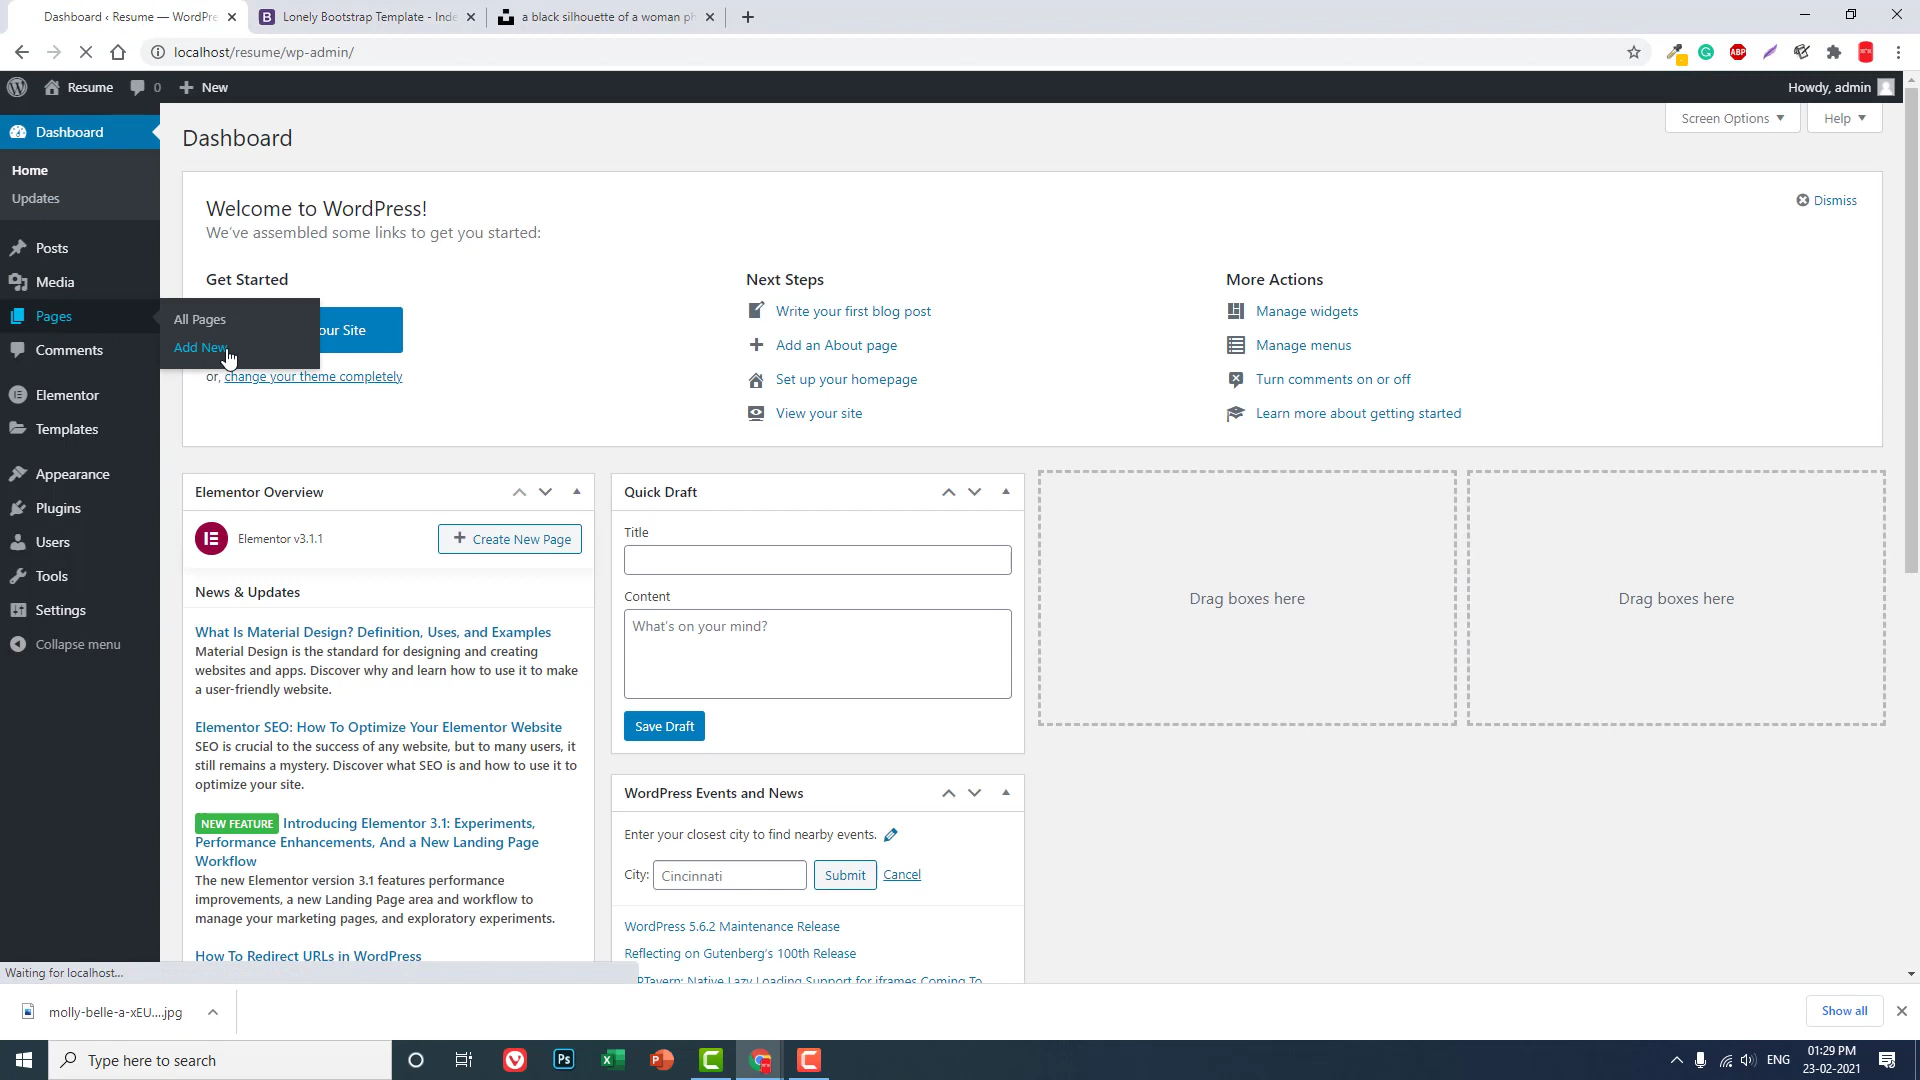 Dashboard ‹ Resume — WordPre
Lonely Bootstrap Template - Inde
a black silhouette of a woman ph
localhost/resume/wp-admin/
ABP
Resume
0
New
Howdy, admin
Dashboard
Home
Updates
Posts
Media
Pages
All Pages
Add New
Comments
Elementor
Templates
Appearance
Plugins
Users
Tools
Settings
Collapse menu
Dashboard
Screen Options
Help
Welcome to WordPress!
We've assembled some links to get you started:
Dismiss
Get Started
our Site
or, change your theme completely
Next Steps
Write your first blog post
Add an About page
Set up your homepage
View your site
More Actions
Manage widgets
Manage menus
Turn comments on or off
Learn more about getting started
Elementor Overview
Elementor v3.1.1
Create New Page
News & Updates
What Is Material Design? Definition, Uses, and Examples
Material Design is the standard for designing and creating
websites and apps. Discover why and learn how to use it to make
a user-friendly website.
Elementor SEO: How To Optimize Your Elementor Website
SEO is crucial to the success of any website, but to many users, it
still remains a mystery. Discover what SEO is and how to use it to
optimize your site.
NEW FEATURE Introducing Elementor 3.1: Experiments,
Performance Enhancements, And a New Landing Page
Workflow
The new Elementor version 3.1 features performance
improvements, a new Landing Page area and workflow to
manage your marketing pages, and exploratory experiments.
How To Redirect URLs in WordPress
Quick Draft
Title
Content
What's on your mind?
Save Draft
WordPress Events and News
Enter your closest city to find nearby events.
City: Cincinnati Submit Cancel
WordPress 5.6.2 Maintenance Release
Reflecting on Gutenberg's 100th Release
PTavern: Native Lazy Loading Support for iframes Coming To
Drag boxes here
Drag boxes here
Waiting for localhost...
molly-belle-a-xEU....jpg
Show all
Type here to search
Ps
ENG
01:29 PM
23-02-2021